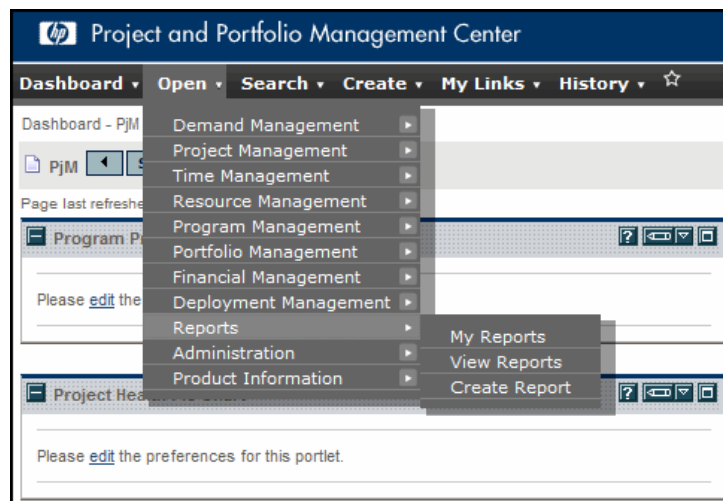 hp Project and Portfolio Management Center
Dashboard Open Search Create My Links History
Dashboard - PjM
PjM
Page last refreshe
Program P
Please edit the
Demand Management
Project Management
Time Management
Resource Management
Program Management
Portfolio Management
Financial Management
Deployment Management
Reports
Administration
Product Information
My Reports
View Reports
Create Report
Project Hea
Please edit the preferences for this portlet.